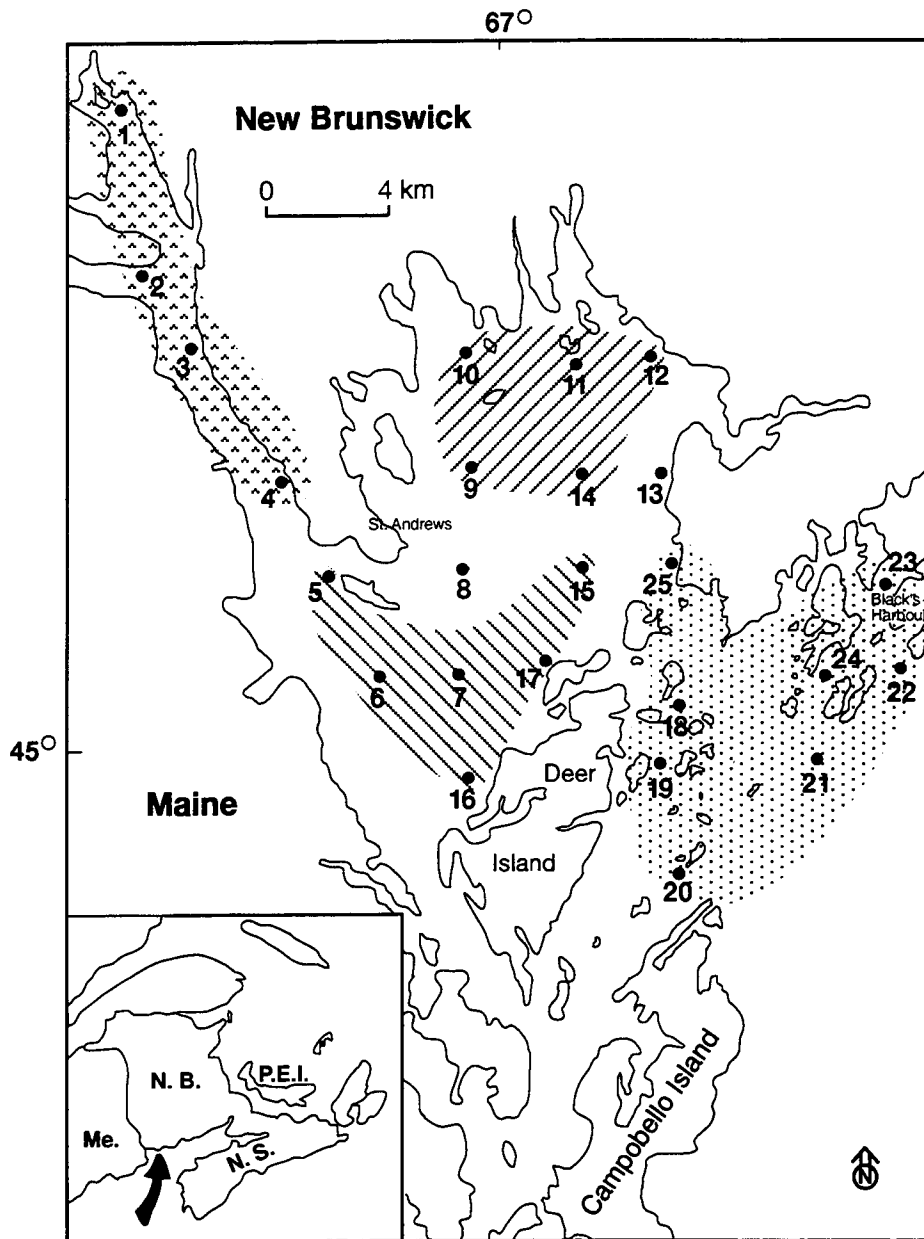 67°
New Brunswick
0 4 km
1
2
3
4
10
11
12
9
14
13
St. Andrews
5
8
15
25
23
Black's
Harbour
6
7
17
24
22
18
45°
16
Deer
19
21
Maine
Island
20
N. B.
P.E.I.
Me.
N. S.
Campobello Island
N